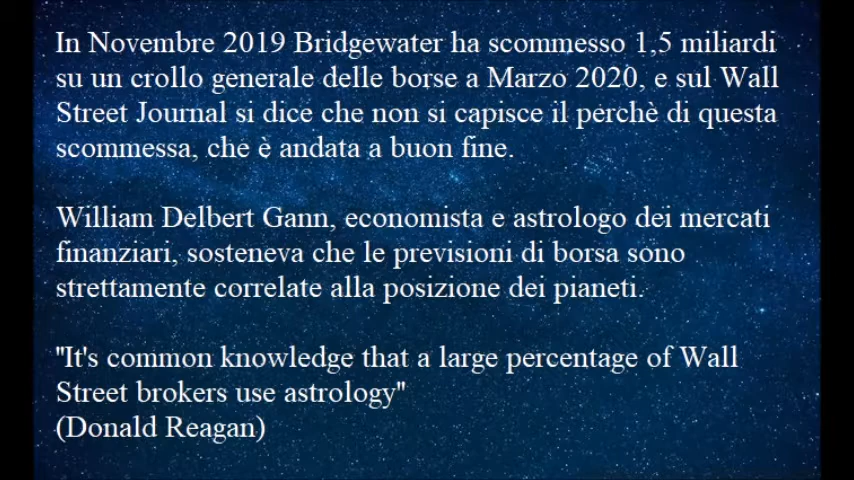 In Novembre 2019 Bridgewater ha scommesso 1,5 miliardi
su un crollo generale delle borse a Marzo 2020, e sul Wall
Street Journal si dice che non si capisce il perchè di questa
scommessa, che è andata a buon fine.
William Delbert Gann, economista e astrologo dei mercati
finanziari, sosteneva che le previsioni di borsa sono
strettamente correlate alla posizione dei pianeti.
"It's common knowledge that a large percentage of Wall
Street brokers use astrology"
(Donald Reagan)